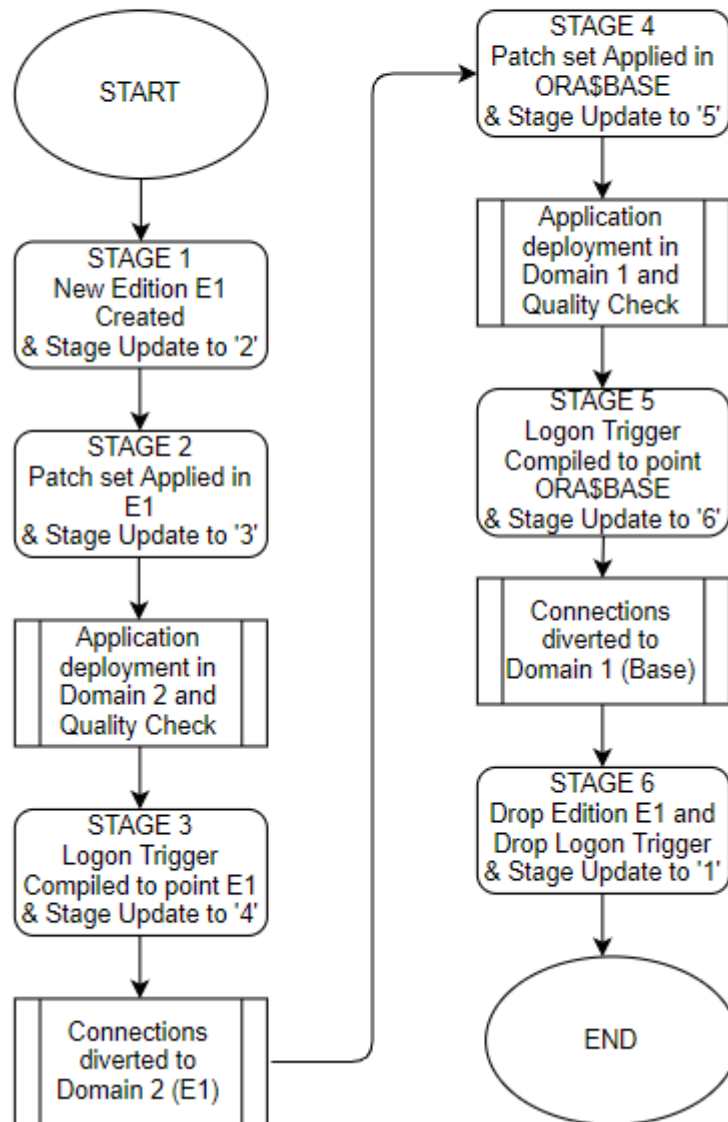 START
STAGE 1
New Edition E1
Created
& Stage Update to '2'
STAGE 2
Patch set Applied in
E1
& Stage Update to '3'
Application
deployment in
Domain 2 and
Quality Check
STAGE 3
Logon Trigger
Compiled to point E1
& Stage Update to '4'
Connections
diverted to
Domain 2 (E1)
STAGE 4
Patch set Applied in
ORA$BASE
& Stage Update to '5'
Application
deployment in
Domain 1 and
Quality Check
STAGE 5
Logon Trigger
Compiled to point
ORA$BASE
& Stage Update to '6'
Connections
diverted to
Domain 1 (Base)
STAGE 6
Drop Edition E1 and
Drop Logon Trigger
& Stage Update to '1'
END